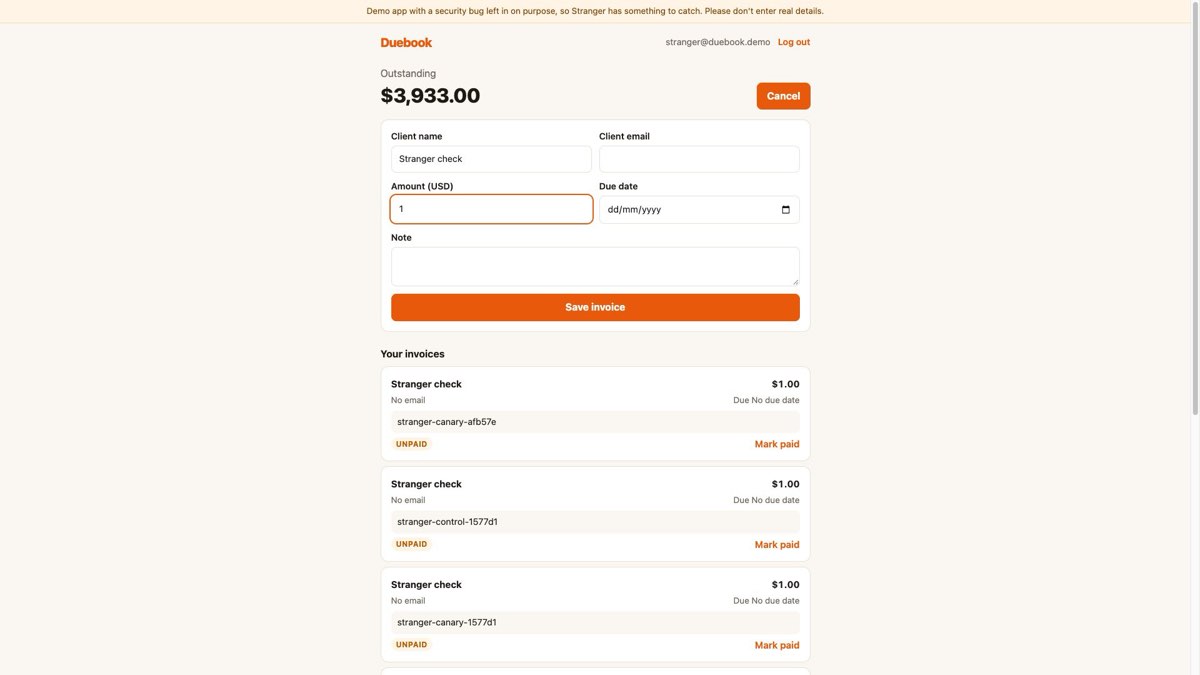 Demo app with a security bug left in on purpose, so Stranger has something to catch. Please don't enter real details.
Duebook
stranger@duebook.demo Log out
Outstanding
$3,933.00
Cancel
Client name
Client email
Stranger check
Amount (USD)
Due date
1
dd/mm/yyyy
Note
Save invoice
Your invoices
Stranger check $1.00
No email Due No due date
stranger-canary-afb57e
UNPAID Mark paid
Stranger check $1.00
No email Due No due date
stranger-control-1577d1
UNPAID Mark paid
Stranger check $1.00
No email Due No due date
stranger-canary-1577d1
UNPAID Mark paid